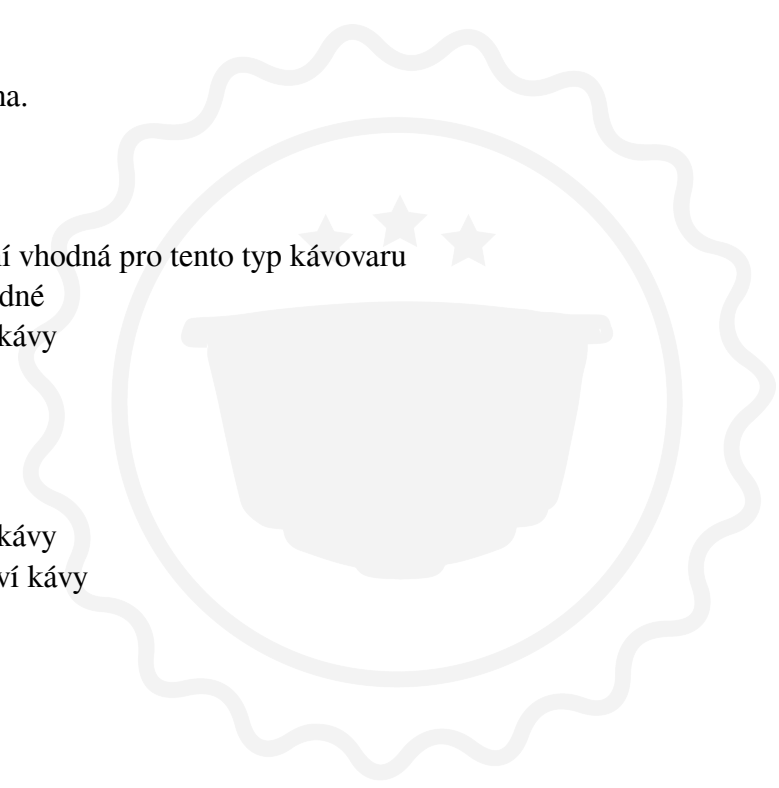 na.
í vhodná pro tento typ kávovaru
dné
kávy
kávy
ví kávy